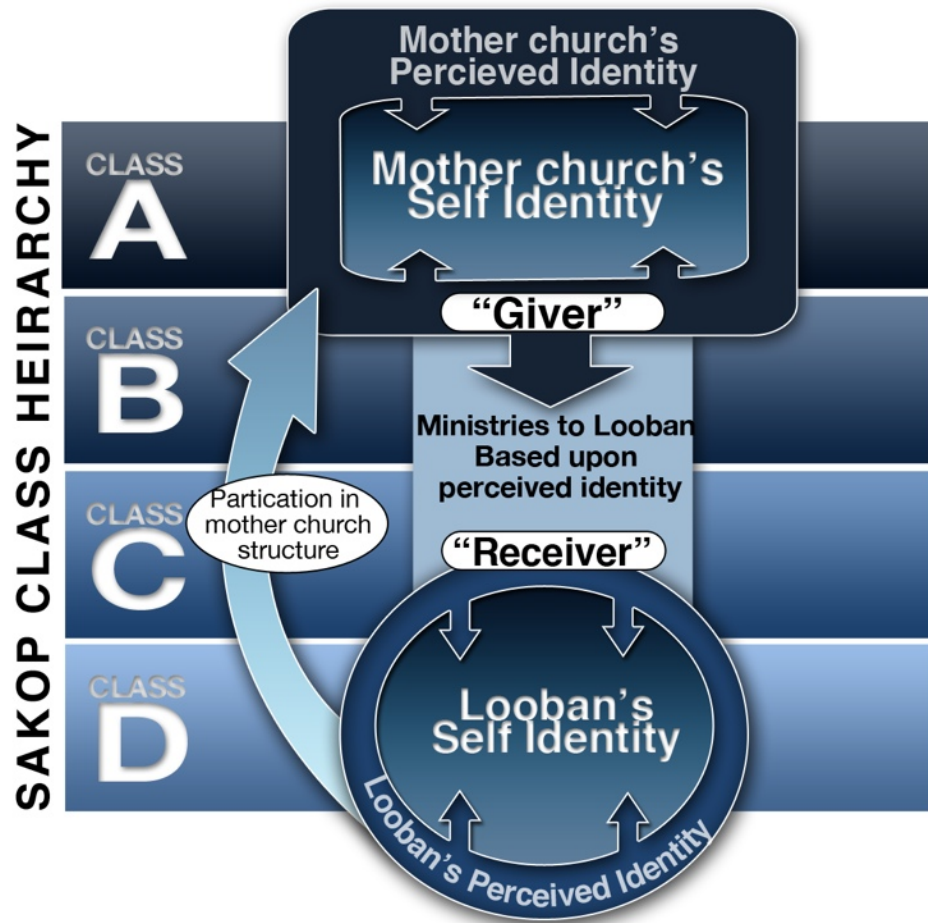 SAKOP CLASS HEIRARCHY
Mother church's
Percieved Identity
CLASS
A
Mother church's
Self Identity
"Giver"
CLASS
B
Ministries to Looban
Based upon
perceived identity
CLASS
C
Partication in
mother church
structure
"Receiver"
CLASS
D
Looban's
Self Identity
Looban's Perceived Identity